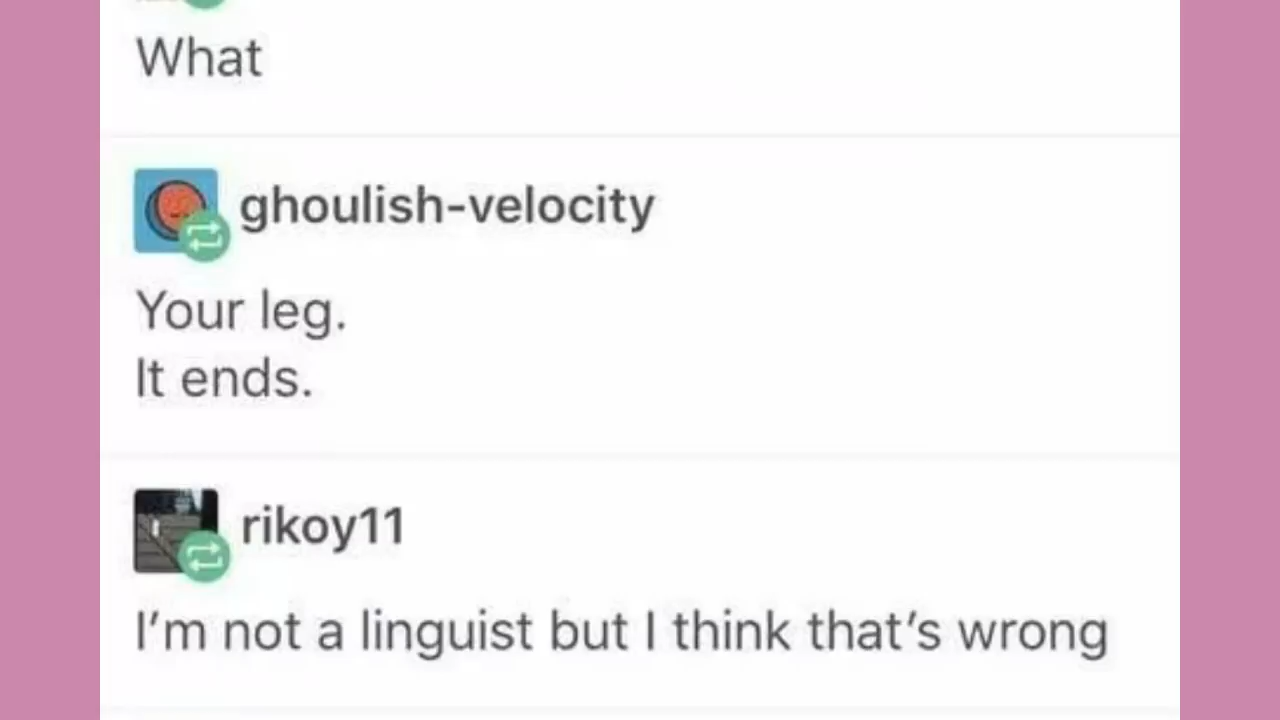 What
ghoulish-velocity
Your leg.
It ends.
rikoy11
I'm not a linguist but I think that's wrong